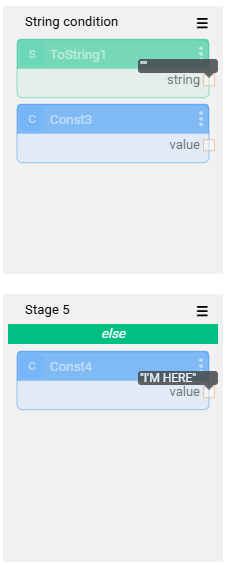 String condition
S ToString1
""
string
C Const3
value
Stage 5
else
C Const4
"I'M HERE"
value